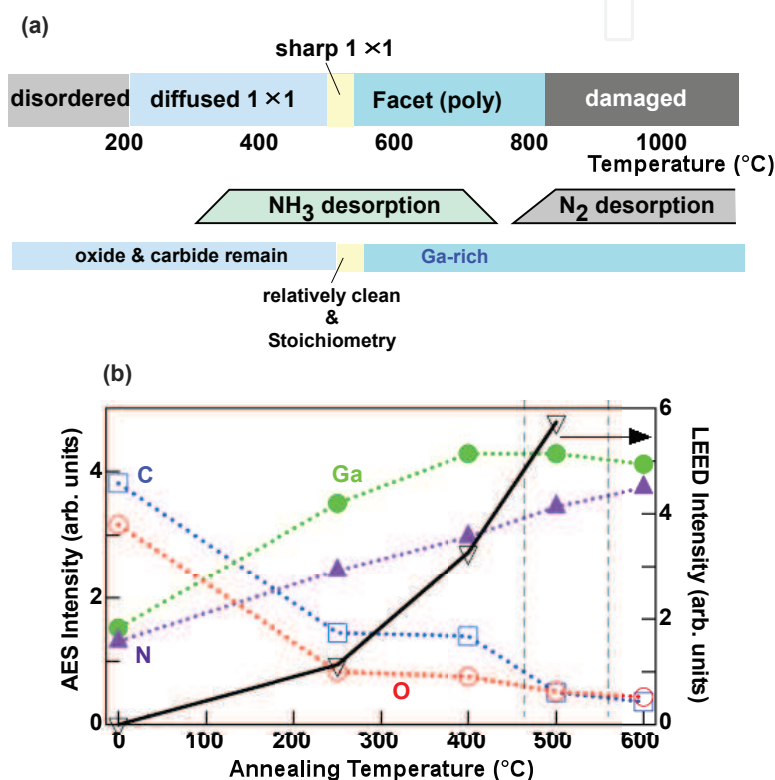 (a)
sharp 1 ×1
disordered diffused 1 ×1 Facet (poly) damaged
200 400 600 800 1000
Temperature (°C)
NH3 desorption N2 desorption
oxide & carbide remain Ga-rich
relatively clean
&
Stoichiometry
(b)
AES Intensity (arb. units)
4
2
0
C
Ga
N
O
6
4
2
0
LEED Intensity (arb. units)
0 100 200 300 400 500 600
Annealing Temperature (°C)